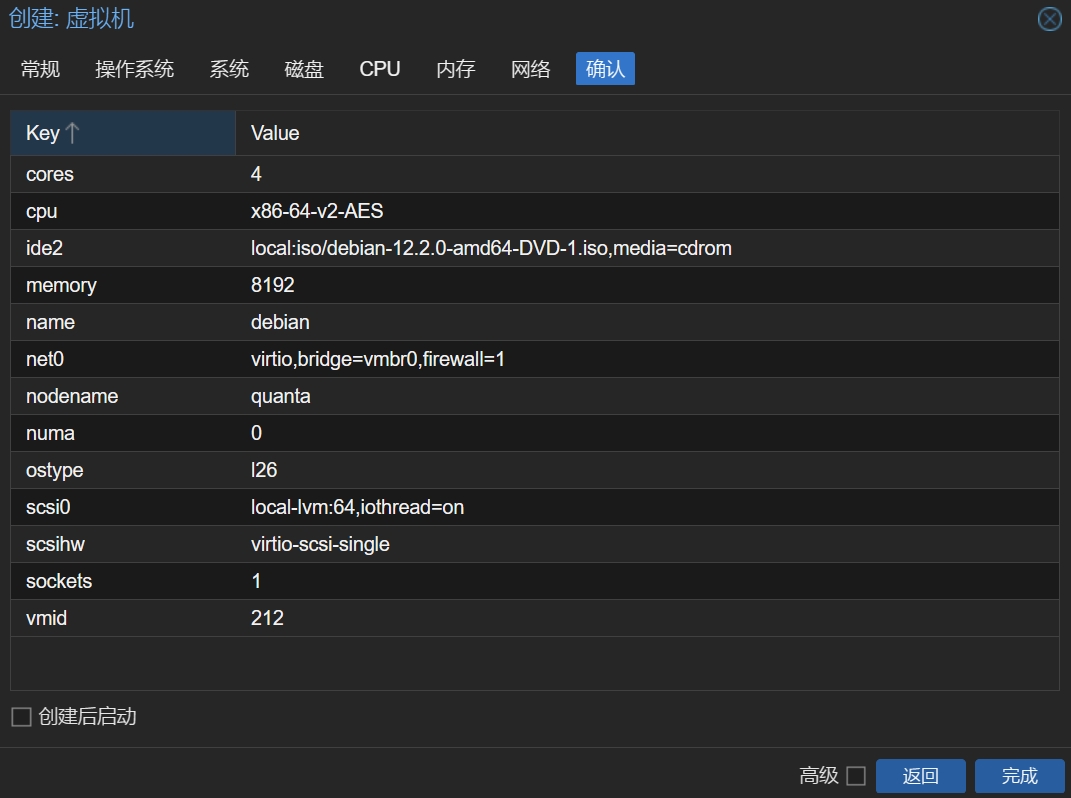 创建: 虚拟机
常规 操作系统 系统 磁盘 CPU 内存 网络 确认
Key↑ Value
cores 4
cpu x86-64-v2-AES
ide2 local:iso/debian-12.2.0-amd64-DVD-1.iso,media=cdrom
memory 8192
name debian
net0 virtio,bridge=vmbr0,firewall=1
nodename quanta
numa 0
ostype l26
scsi0 local-lvm:64,iothread=on
scsihw virtio-scsi-single
sockets 1
vmid 212
创建后启动
高级 返回 完成